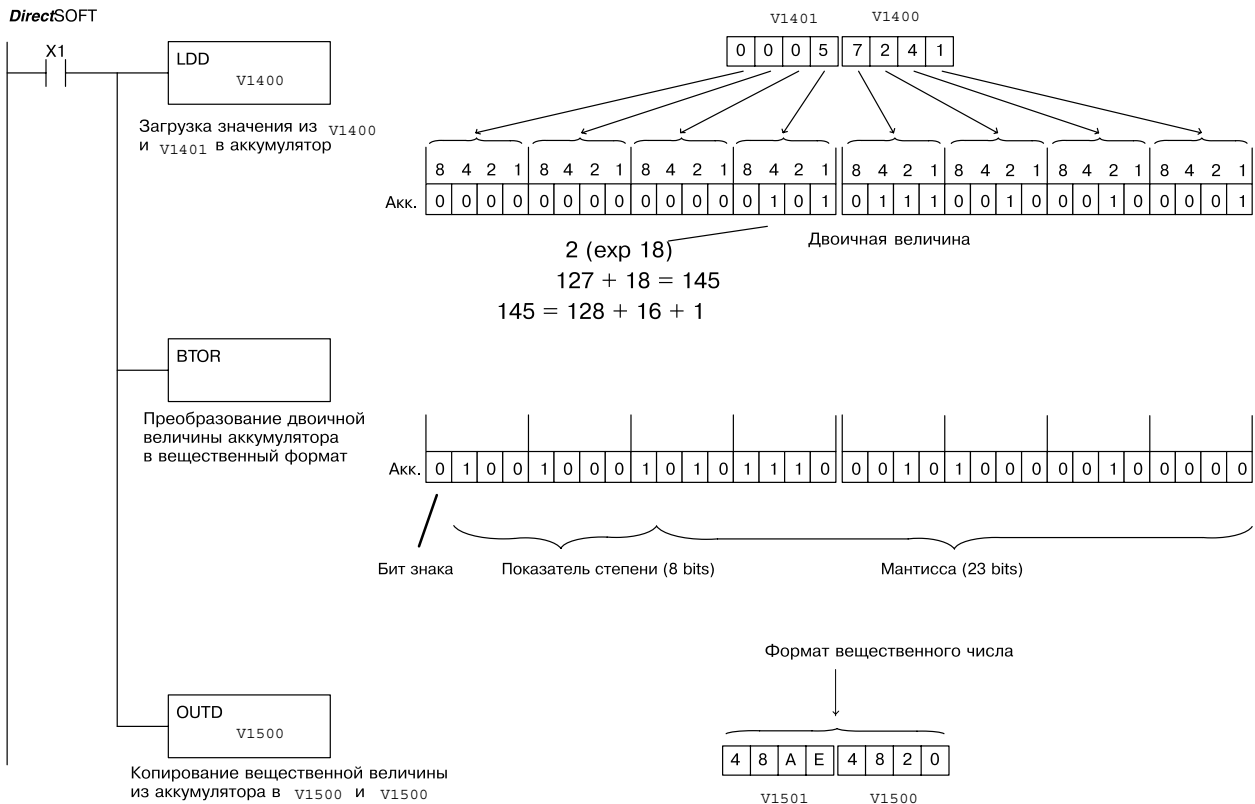 DirectSOFT
V1401 V1400
0 0 0 5 7 2 4 1
X1
LDD
V1400
Загрузка значения из V1400
и V1401 в аккумулятор
8 4 2 1 8 4 2 1 8 4 2 1 8 4 2 1 8 4 2 1 8 4 2 1 8 4 2 1 8 4 2 1
Акк. 0 0 0 0 0 0 0 0 0 0 0 0 0 1 0 1 0 1 1 1 0 0 1 0 0 0 1 0 0 0 0 1
Двоичная величина
2 (exp 18)
127 + 18 = 145
145 = 128 + 16 + 1
BTOR
Преобразование двоичной
величины аккумулятора
в вещественный формат
Акк. 0 1 0 0 1 0 0 0 1 0 1 0 1 1 1 0 0 0 1 0 1 0 0 0 0 0 1 0 0 0 0 0
Бит знака
Показатель степени (8 bits)
Мантисса (23 bits)
Формат вещественного числа
OUTD
V1500
4 8 A E 4 8 2 0
V1501 V1500
Копирование вещественной величины
из аккумулятора в V1500 и V1500